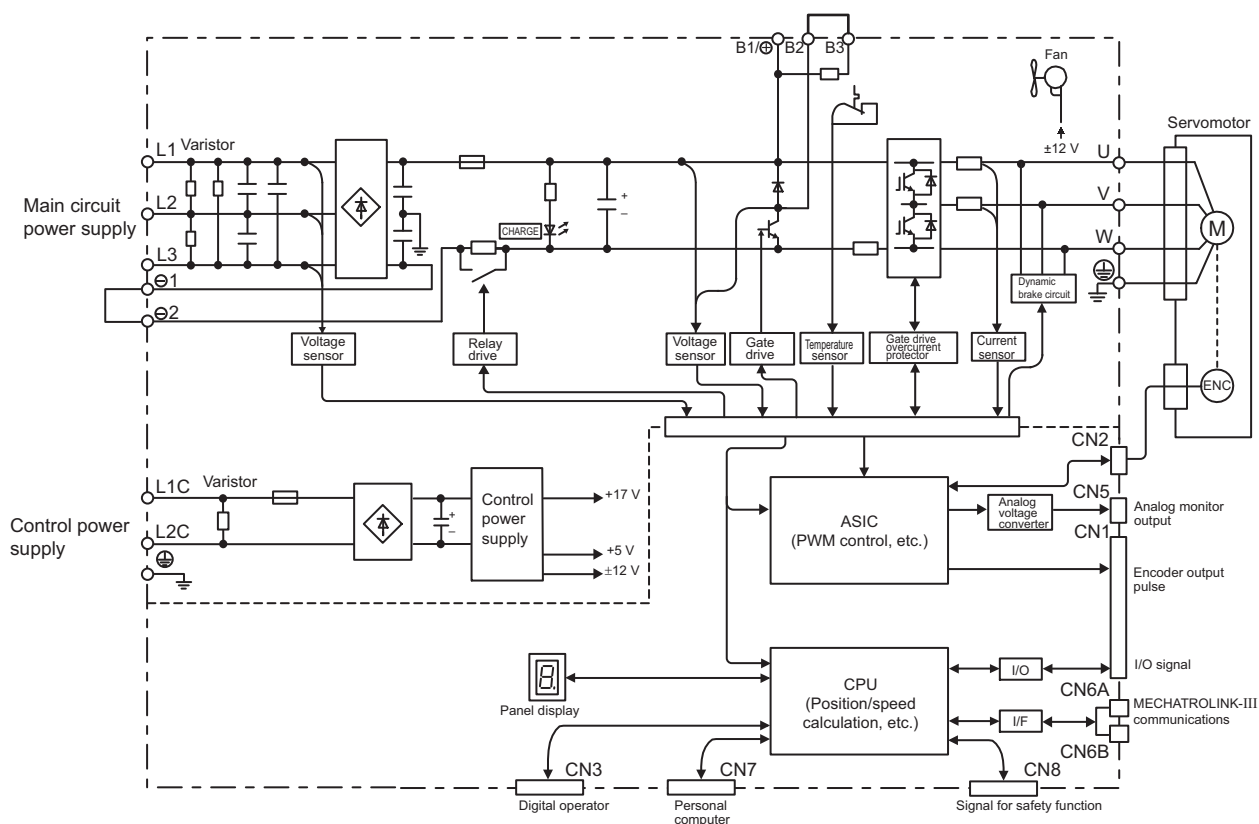 B1/⊕ B2 B3
Fan
±12 V
Servomotor
Main circuit
power supply
L1
Varistor
L2
L3
⊖1
⊖2
CHARGE
+
–
U
V
W
M
ENC
Voltage
sensor
Relay
drive
Voltage
sensor
Gate
drive
Temperature
sensor
Gate drive
overcurrent
protector
Current
sensor
Dynamic
brake circuit
Control power
supply
L1C
Varistor
L2C
+
–
Control
power
supply
+17 V
+5 V
±12 V
ASIC
(PWM control, etc.)
Analog
voltage
converter
CN2
CN5
Analog monitor
output
CN1
Encoder output
pulse
I/O signal
CPU
(Position/speed
calculation, etc.)
I/O
I/F
CN6A
MECHATROLINK-III
communications
CN6B
8.
Panel display
CN3
Digital operator
CN7
Personal
computer
CN8
Signal for safety function